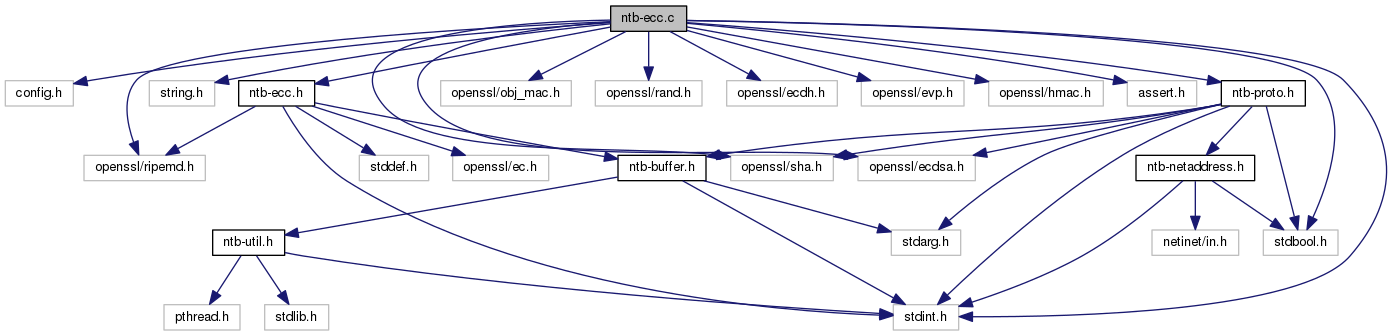 ntb-ecc.c
config.h
string.h
ntb-ecc.h
openssl/obj_mac.h
openssl/rand.h
openssl/ecdh.h
openssl/evp.h
openssl/hmac.h
assert.h
ntb-proto.h
openssl/ripemd.h
stddef.h
openssl/ec.h
ntb-buffer.h
openssl/sha.h
openssl/ecdsa.h
ntb-netaddress.h
ntb-util.h
stdarg.h
netinet/in.h
stdbool.h
pthread.h
stdlib.h
stdint.h